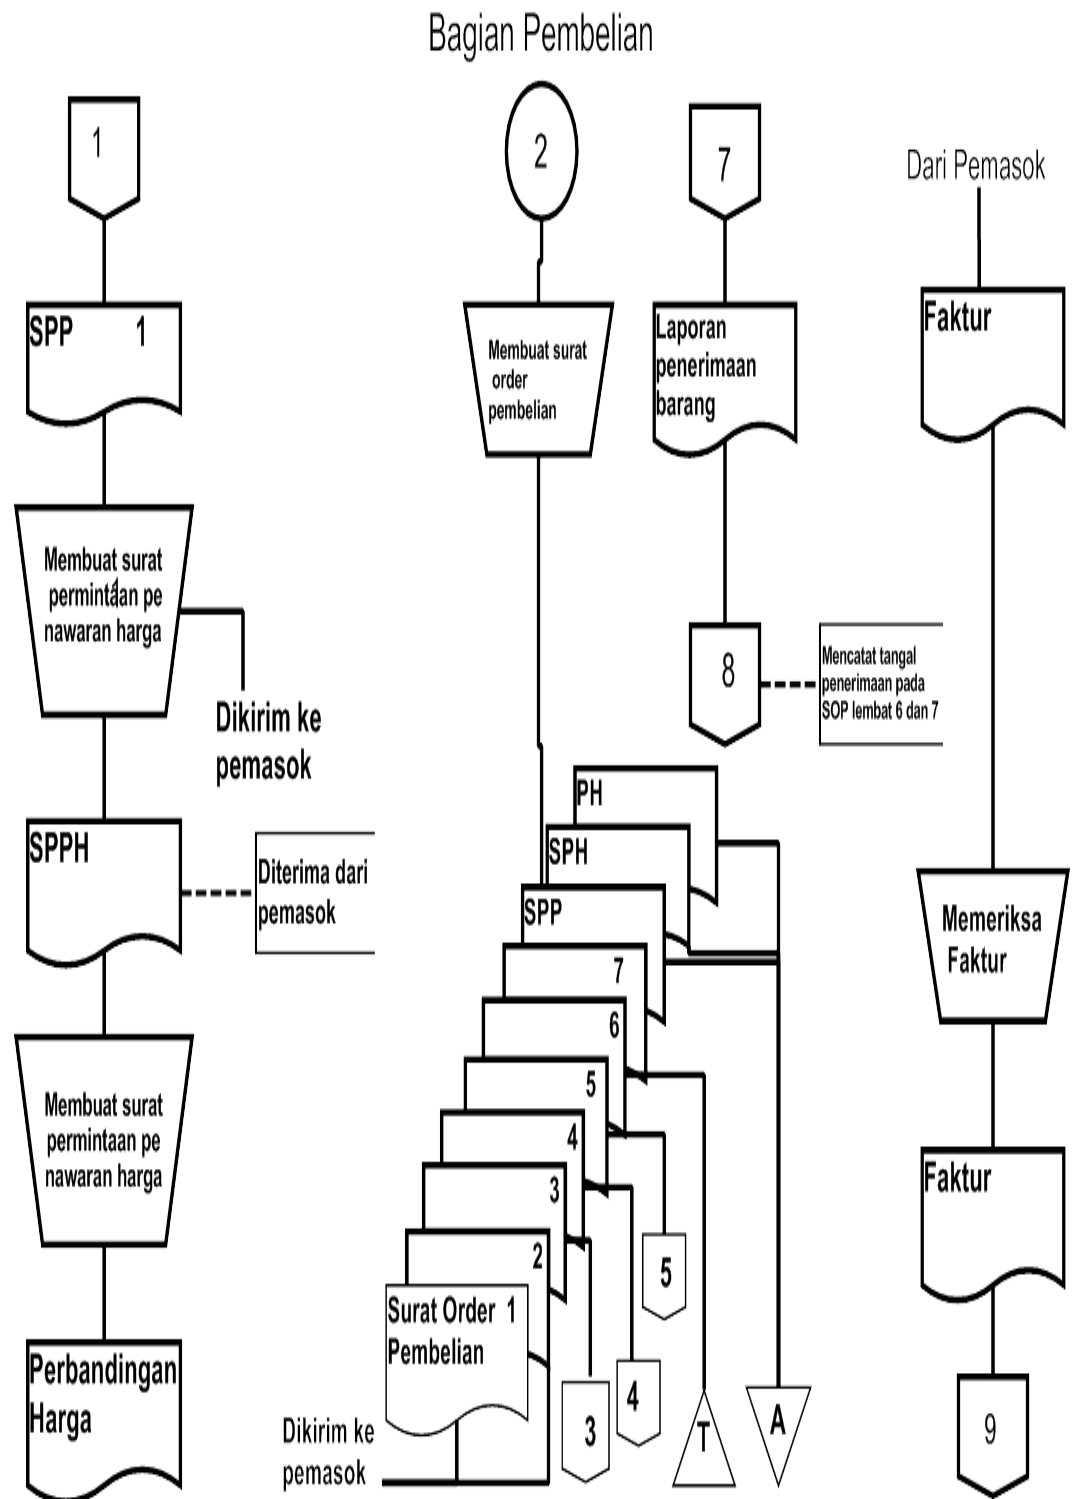 Bagian Pembelian
1
SPP 1
Membuat surat
permintaan pe
nawaran harga
Dikirim ke
pemasok
SPPH
Diterima dari
pemasok
Membuat surat
permintaan pe
nawaran harga
Perbandingan
Harga
2
Membuat surat
order
pembelian
PH
SPH
SPP
7
6
5
4
3
2
Surat Order 1
Pembelian
Dikirim ke
pemasok
3
4
5
T
A
7
Laporan
penerimaan
barang
8
Mencatat tangal
penerimaan pada
SOP lembat 6 dan 7
Dari Pemasok
Faktur
Memeriksa
Faktur
Faktur
9